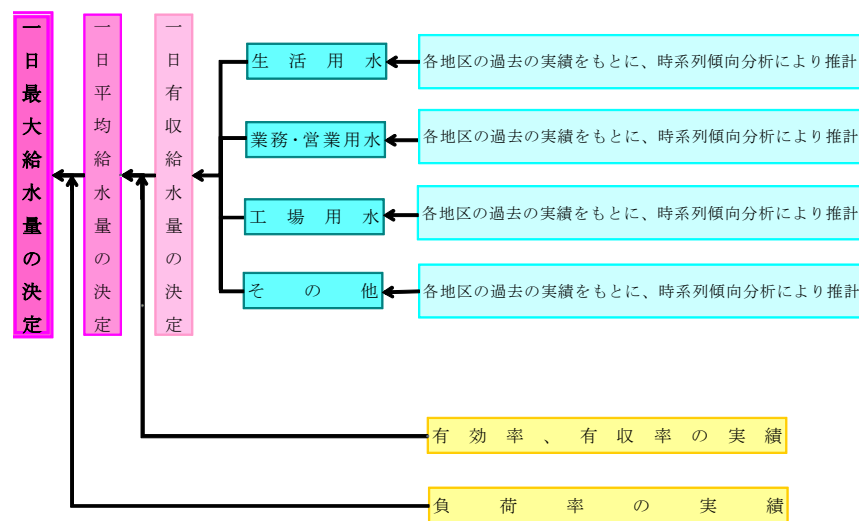 一日最大給水量の決定
一日平均給水量の決定
一日有収給水量の決定
生活用水
各地区の過去の実績をもとに、時系列傾向分析により推計
業務・営業用水
各地区の過去の実績をもとに、時系列傾向分析により推計
工場用水
各地区の過去の実績をもとに、時系列傾向分析により推計
その他
各地区の過去の実績をもとに、時系列傾向分析により推計
有効率、有収率の実績
負荷率の実績